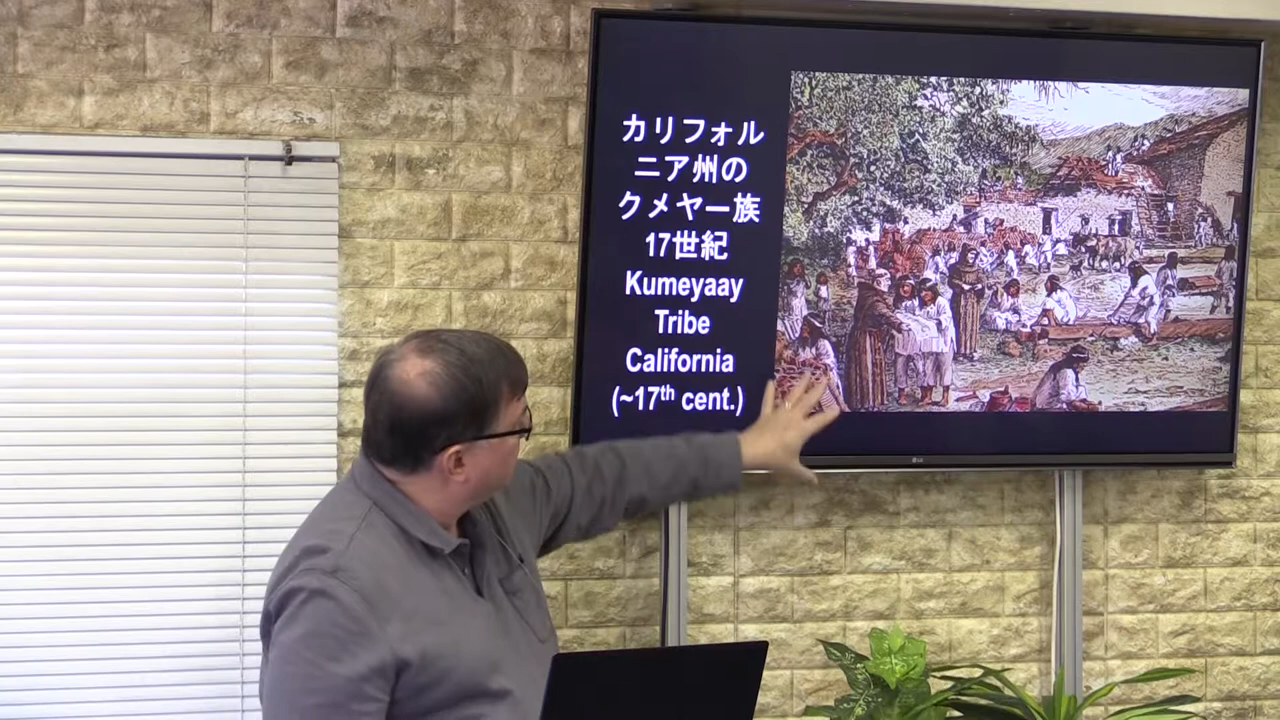 カリフォル
ニア州の
クメヤー族
17世紀
Kumeyaay
Tribe
California
(~17th cent.)
LG